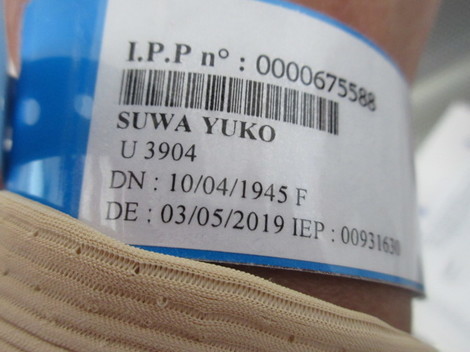 I.P.P n° : 0000675588
SUWA YUKO
U 3904
DN : 10/04/1945 F
DE : 03/05/2019 IEP : 00931630